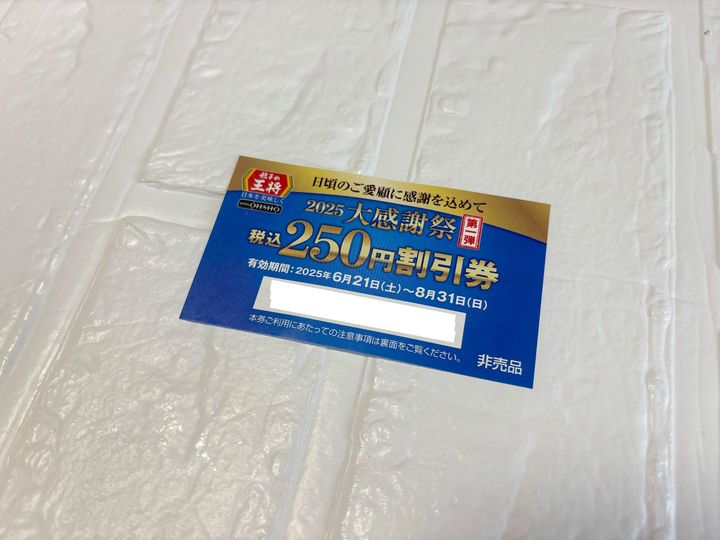 餃子の
王将
日本を美味しく
OHSHO
日頃のご愛顧に感謝を込めて
2025 大感謝祭 第一弾
税込250円割引券
有効期間:2025年6月21日(土)～8月31日(日)
本券ご利用にあたっての注意事項は裏面をご覧ください。
非売品